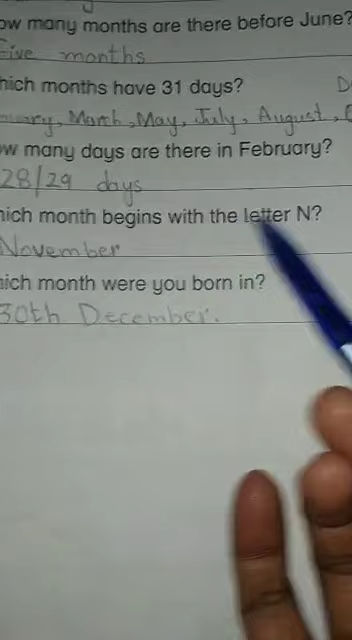 ow many months are there before June?
Five months
hich months have 31 days?
nuary, March, May, July, August,
ow many days are there in February?
28/29 days
hich month begins with the letter N?
November
hich month were you born in?
30th December.